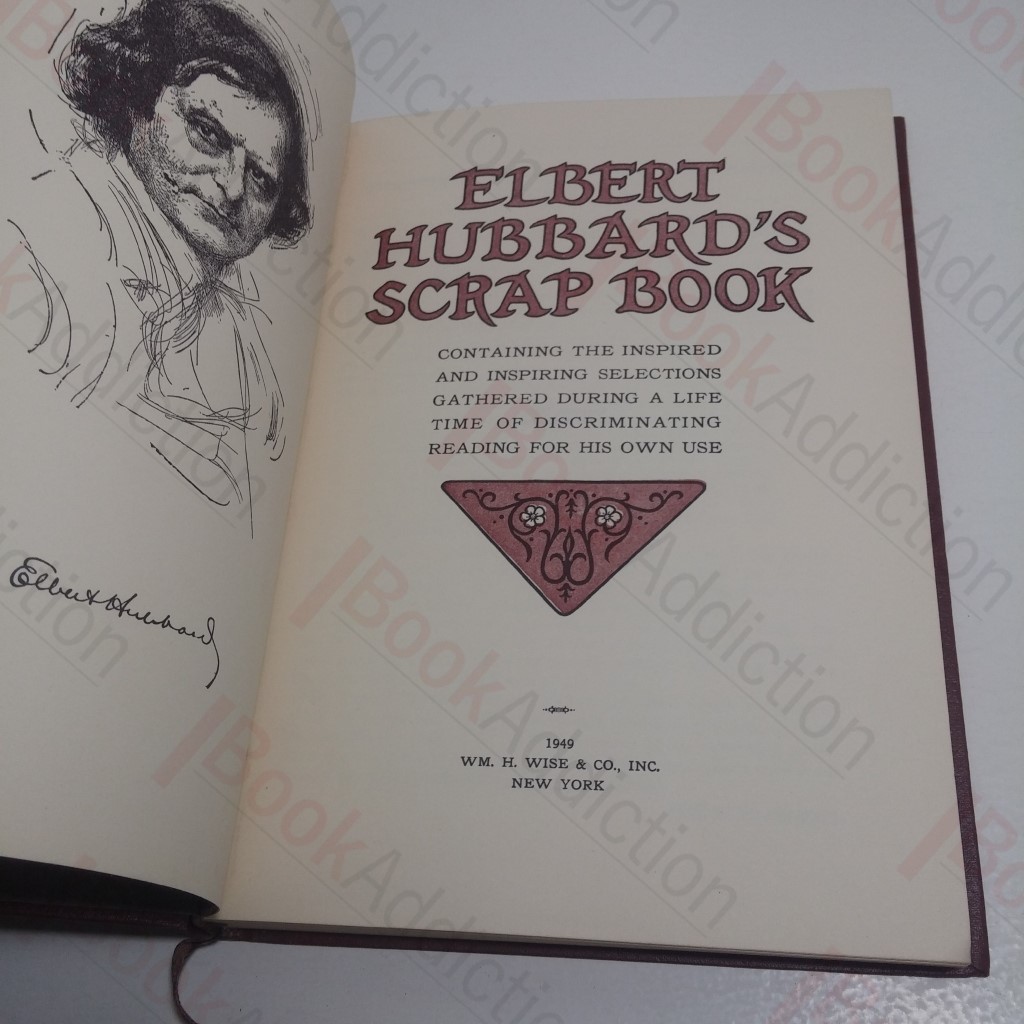 Elbert Hubbard
ELBERT
HUBBARD'S
SCRAP BOOK
CONTAINING THE INSPIRED
AND INSPIRING SELECTIONS
GATHERED DURING A LIFE
TIME OF DISCRIMINATING
READING FOR HIS OWN USE
1949
WM. H. WISE & CO., INC.
NEW YORK
BookAddiction